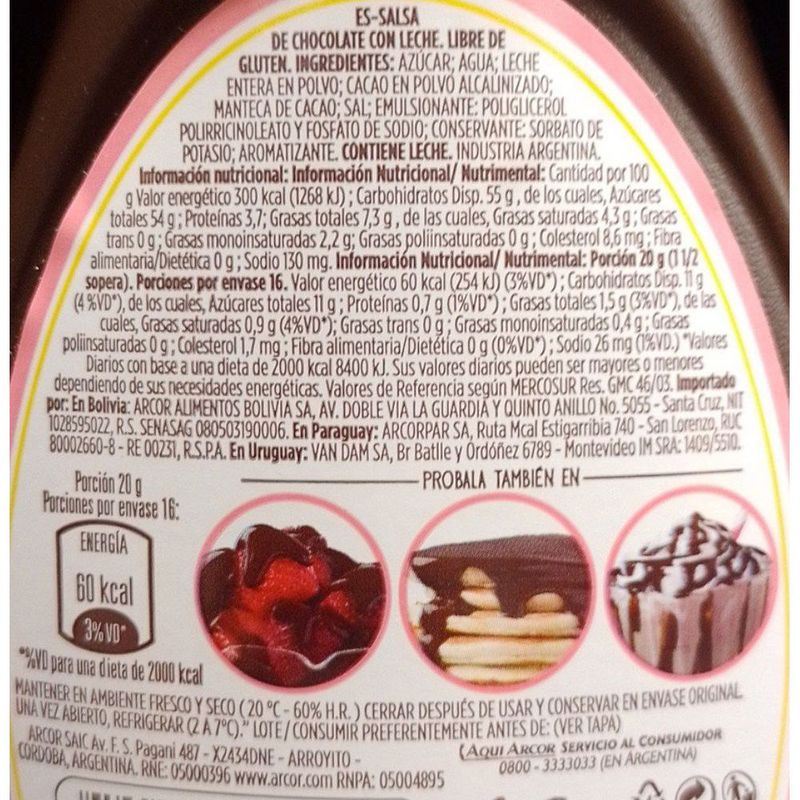 ES-SALSA
DE CHOCOLATE CON LECHE. LIBRE DE
GLUTEN. INGREDIENTES: AZÚCAR; AGUA; LECHE
ENTERA EN POLVO; CACAO EN POLVO ALCALINIZADO;
MANTECA DE CACAO; SAL; EMULSIONANTE: POLIGLICEROL
POLIRRICINOLEATO Y FOSFATO DE SODIO; CONSERVANTE: SORBATO DE
POTASIO; AROMATIZANTE. CONTIENE LECHE. INDUSTRIA ARGENTINA.
Información nutricional: Información Nutricional/ Nutrimental: Cantidad por 100
g Valor energético 300 kcal (1268 kJ) ; Carbohidratos Disp. 55 g , de los cuales, Azúcares
totales 54 g ; Proteínas 3,7; Grasas totales 7,3 g , de las cuales, Grasas saturadas 4,3 g ; Grasas
trans 0 g ; Grasas monoinsaturadas 2,2 g; Grasas poliinsaturadas 0 g ; Colesterol 8,6 mg ; Fibra
alimentaria/Dietética 0 g ; Sodio 130 mg. Información Nutricional/ Nutrimental: Porción 20 g (1 1/2
sopera). Porciones por envase 16. Valor energético 60 kcal (254 kJ) (3%VD*) ; Carbohidratos Disp. 11 g
(4 %VD*), de los cuales, Azúcares totales 11 g ; Proteínas 0,7 g (1%VD*) ; Grasas totales 1,5 g (3%VD*), de las
cuales, Grasas saturadas 0,9 g (4%VD*); Grasas trans 0 g ; Grasas monoinsaturadas 0,4 g ; Grasas
poliinsaturadas 0 g ; Colesterol 1,7 mg ; Fibra alimentaria/Dietética 0 g (0%VD*) ; Sodio 26 mg (1%VD.) *Valores
Diarios con base a una dieta de 2000 kcal 8400 kJ. Sus valores diarios pueden ser mayores o menores
dependiendo de sus necesidades energéticas. Valores de Referencia según MERCOSUR Res. GMC 46/03. Importado
por: En Bolivia: ARCOR ALIMENTOS BOLIVIA SA, AV. DOBLE VIA LA GUARDIA Y QUINTO ANILLO No. 5055 - Santa Cruz, NIT
1028595022, R.S. SENASAG 080503190006. En Paraguay: ARCORPAR SA, Ruta Mcal Estigarribia 740 - San Lorenzo, RUC
80002660-8 - RE 00231, R.S.P.A. En Uruguay: VAN DAM SA, Br Batlle y Ordóñez 6789 - Montevideo IM SRA: 1409/5510.
PROBALA TAMBIÉN EN
Porción 20 g
Porciones por envase 16:
ENERGÍA
60 kcal
3% VD*
*%VD para una dieta de 2000 kcal
MANTENER EN AMBIENTE FRESCO Y SECO ( 20 °C - 60% H.R. ) CERRAR DESPUÉS DE USAR Y CONSERVAR EN ENVASE ORIGINAL.
UNA VEZ ABIERTO, REFRIGERAR (2 A 7°C)." LOTE / CONSUMIR PREFERENTEMENTE ANTES DE: (VER TAPA)
ARCOR SAIC Av. F. S. Pagani 487 - X2434DNE - ARROYITO -
CORDOBA, ARGENTINA. RNE: 05000396 www.arcor.com RNPA: 05004895
(AQUI ARCOR SERVICIO AL CONSUMIDOR
0800 - 3333033 (EN ARGENTINA)